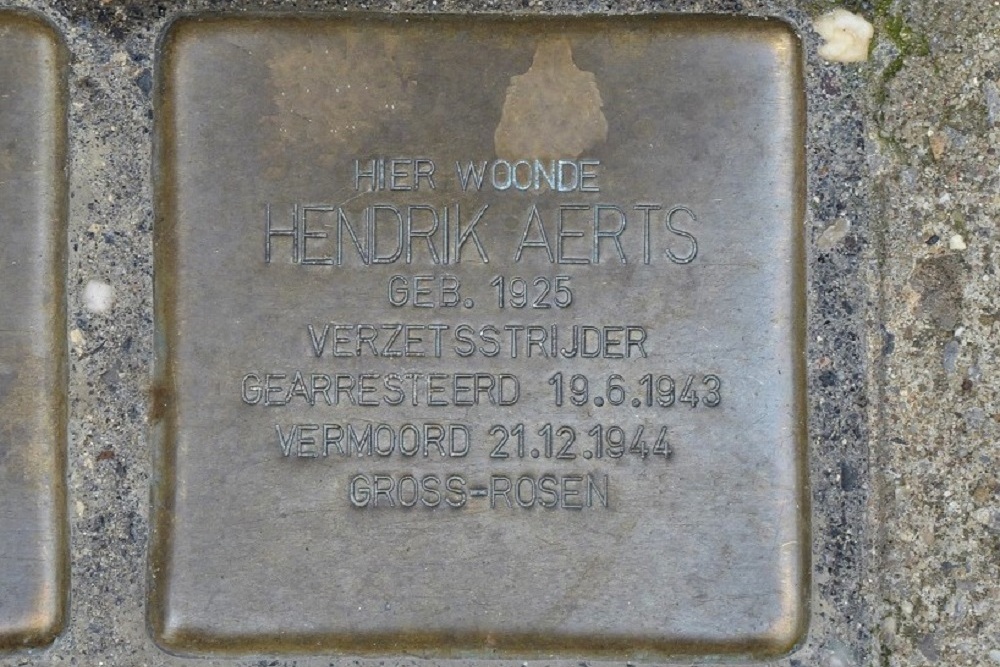 HIER WOONDE
HENDRIK AERTS
GEB. 1925
VERZETSSTRIJDER
GEARRESTEERD 19.6.1943
VERMOORD 21.12.1944
GROSS-ROSEN